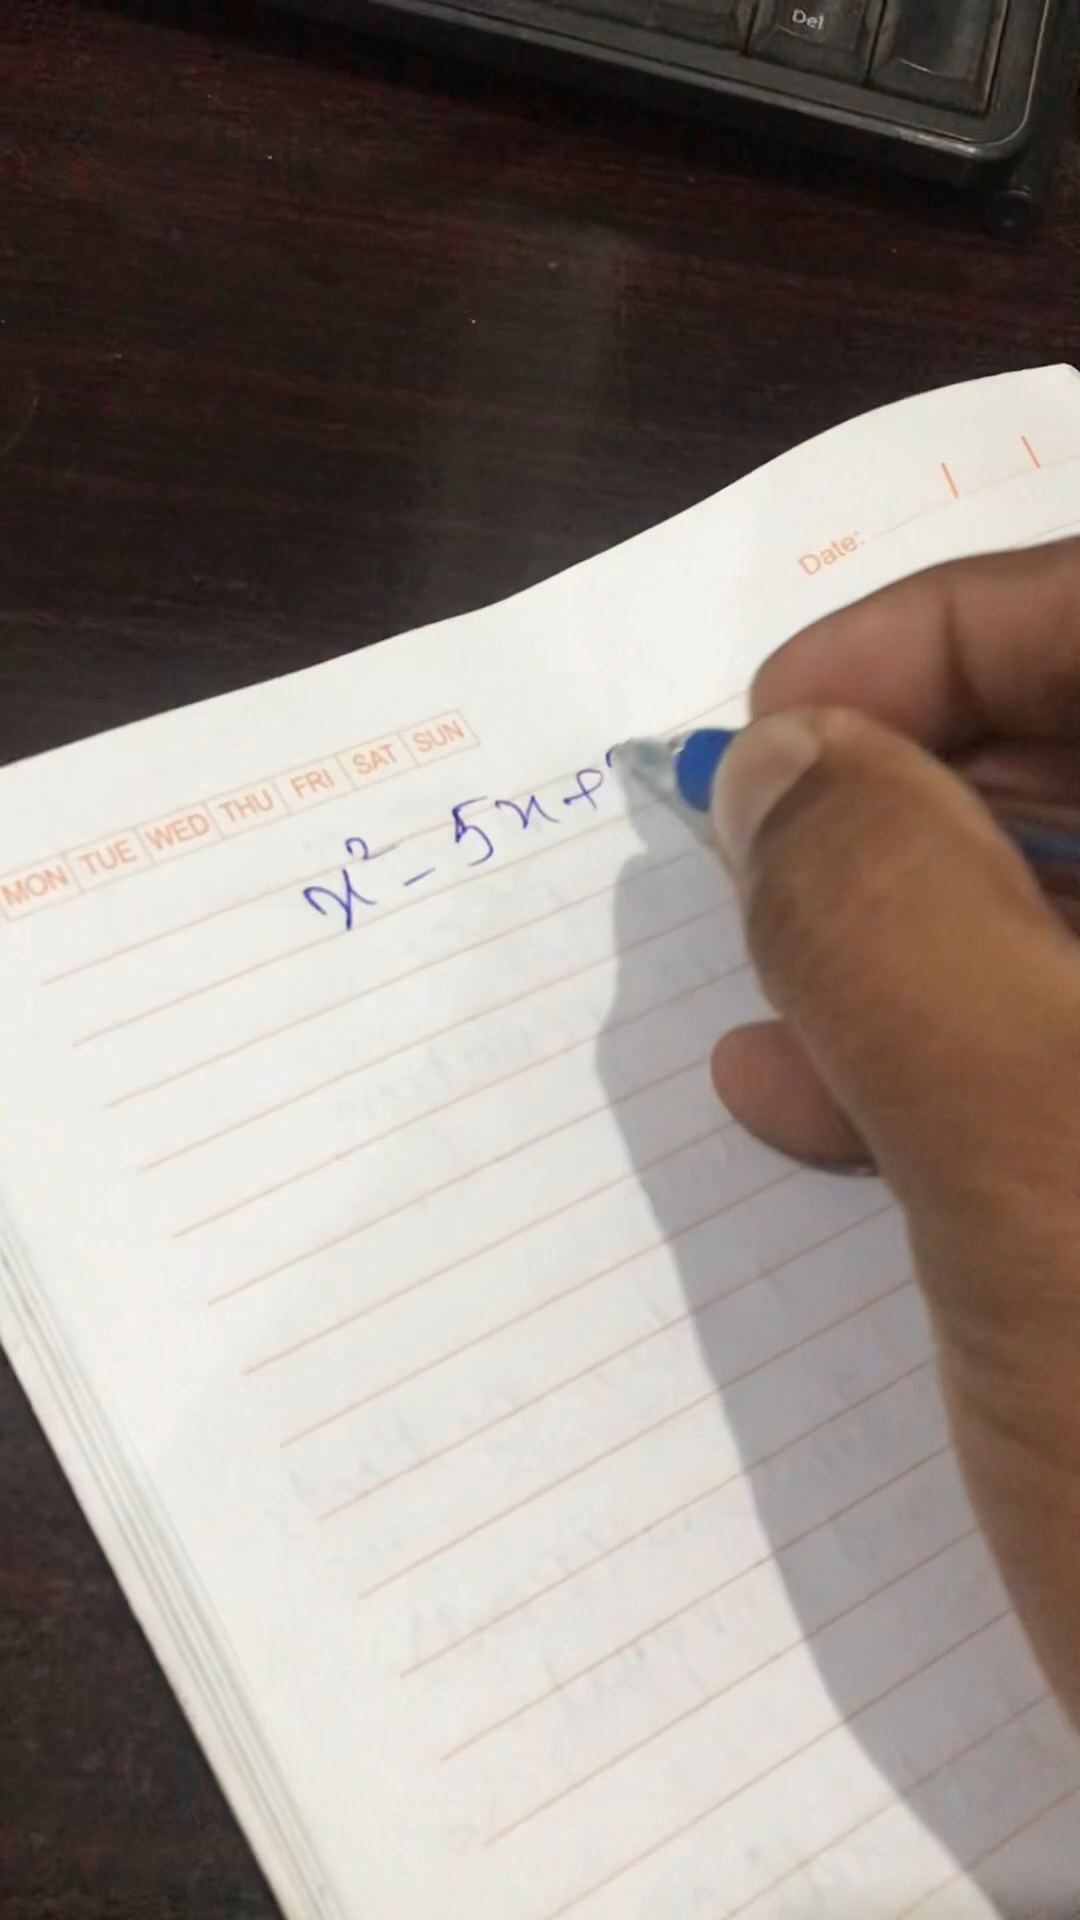 Del
Date:
MON TUE WED THU FRI SAT SUN
x² - 5x +